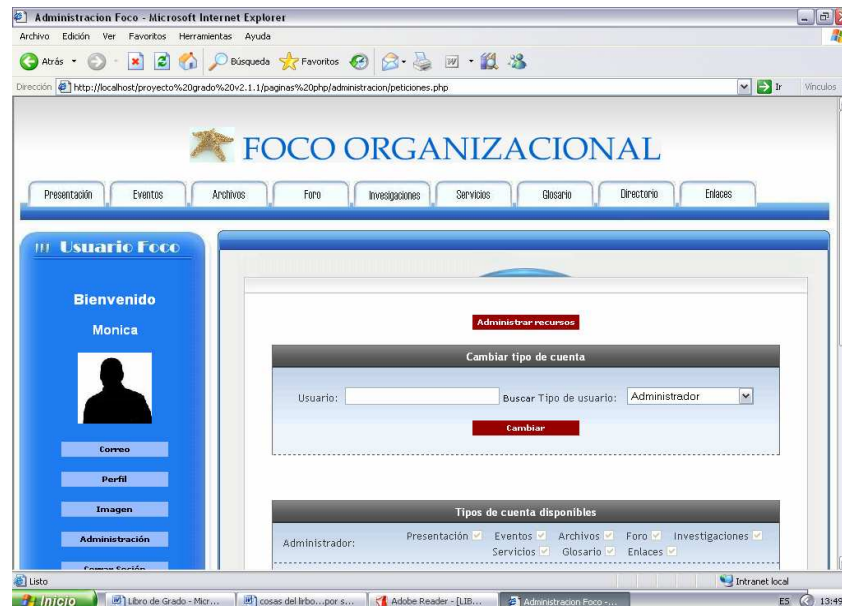 Administracion Foco - Microsoft Internet Explorer
Archivo Edición Ver Favoritos Herramientas Ayuda
Atrás Búsqueda Favoritos
Dirección http://localhost/proyecto%20grado%20v2.1.1/paginas%20php/administracion/peticiones.php Ir Vínculos
FOCO ORGANIZACIONAL
Presentación Eventos Archivos Foro Invesigaciones Servicios Glosario Directorio Enlaces
Usuario Foco
Bienvenido
Monica
Correo
Perfil
Imagen
Administración
Administrar recursos
Cambiar tipo de cuenta
Usuario: Buscar Tipo de usuario: Administrador
Cambiar
Tipos de cuenta disponibles
Administrador: Presentación Eventos Archivos Foro Investigaciones
Servicios Glosario Enlaces
Listo Intranet local
Inicio Libro de Grado - Micr... cosas del lirbo...por s... Adobe Reader - [LIB... Administracion Foco -... ES 13:49